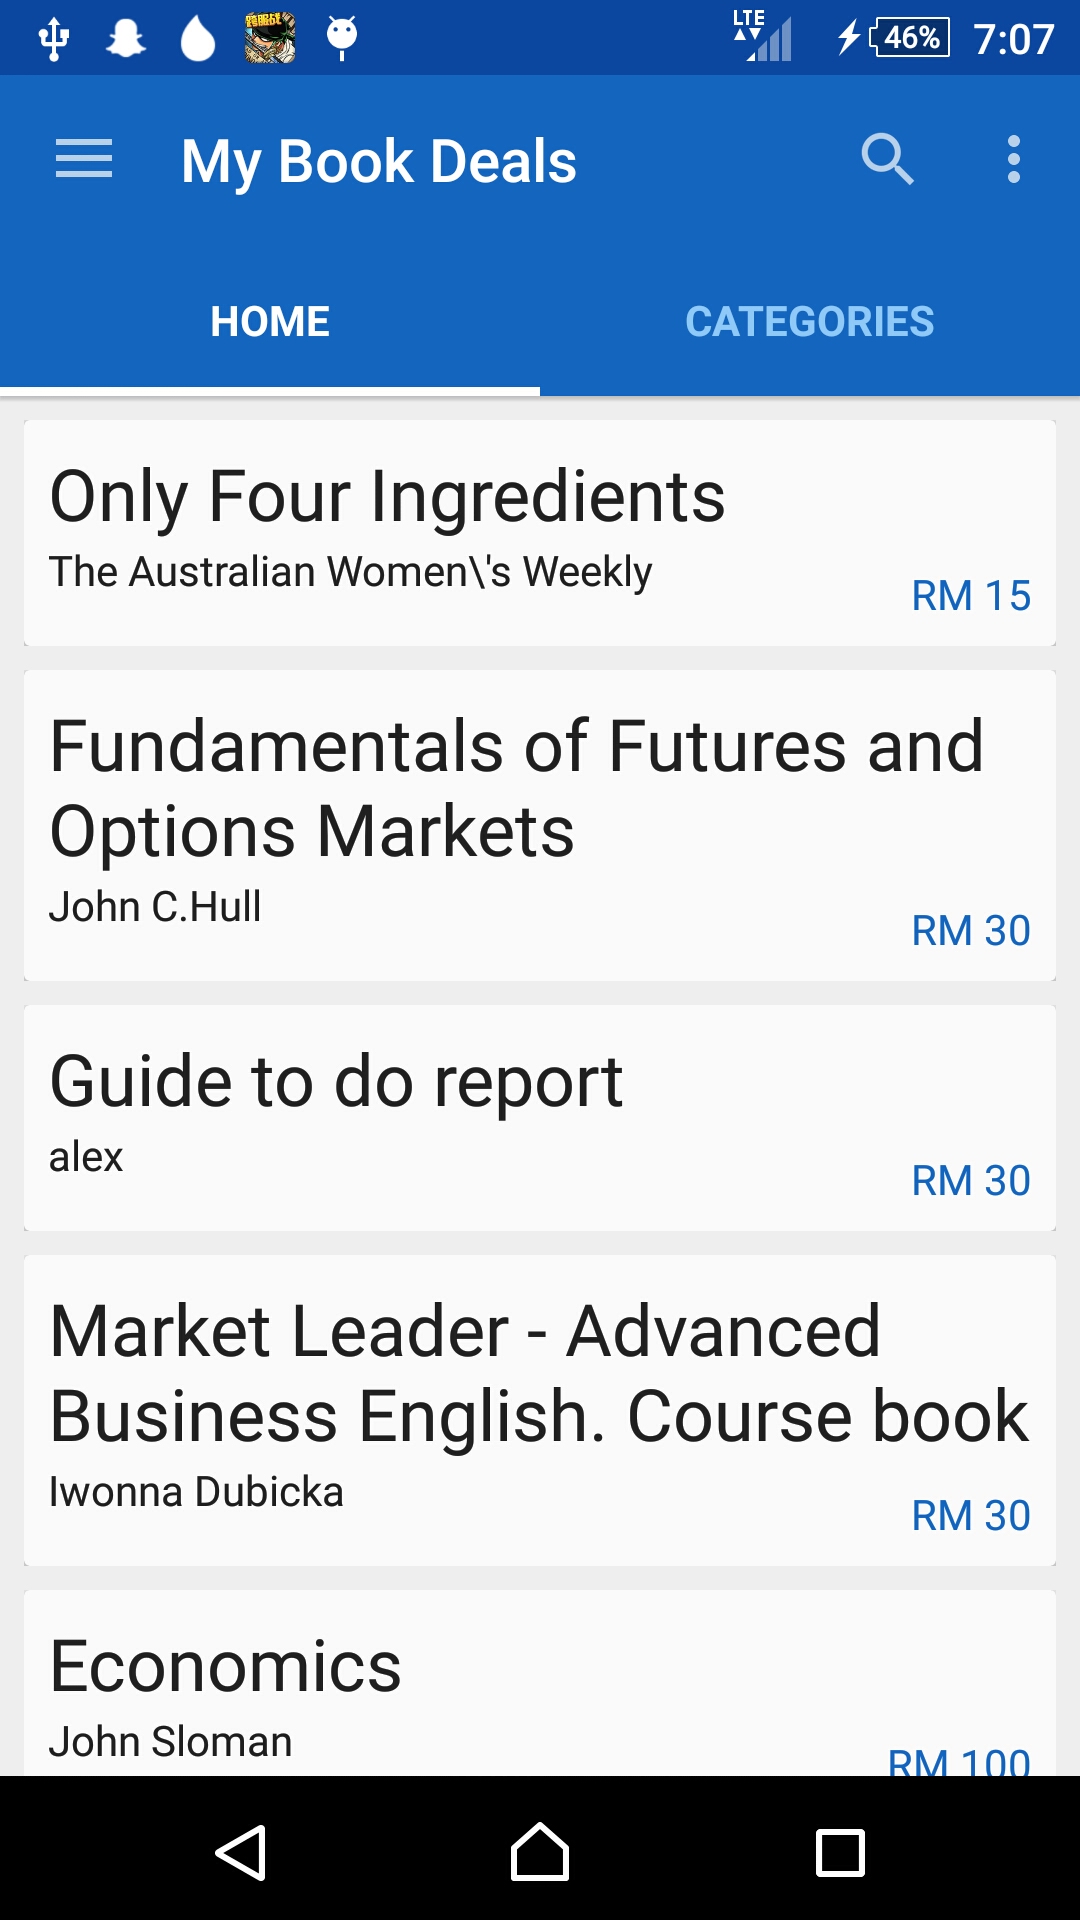 LTE
46%
7:07
My Book Deals
HOME
CATEGORIES
Only Four Ingredients
The Australian Women\'s Weekly
RM 15
Fundamentals of Futures and
Options Markets
John C.Hull
RM 30
Guide to do report
alex
RM 30
Market Leader - Advanced
Business English. Course book
Iwonna Dubicka
RM 30
Economics
John Sloman
RM 100